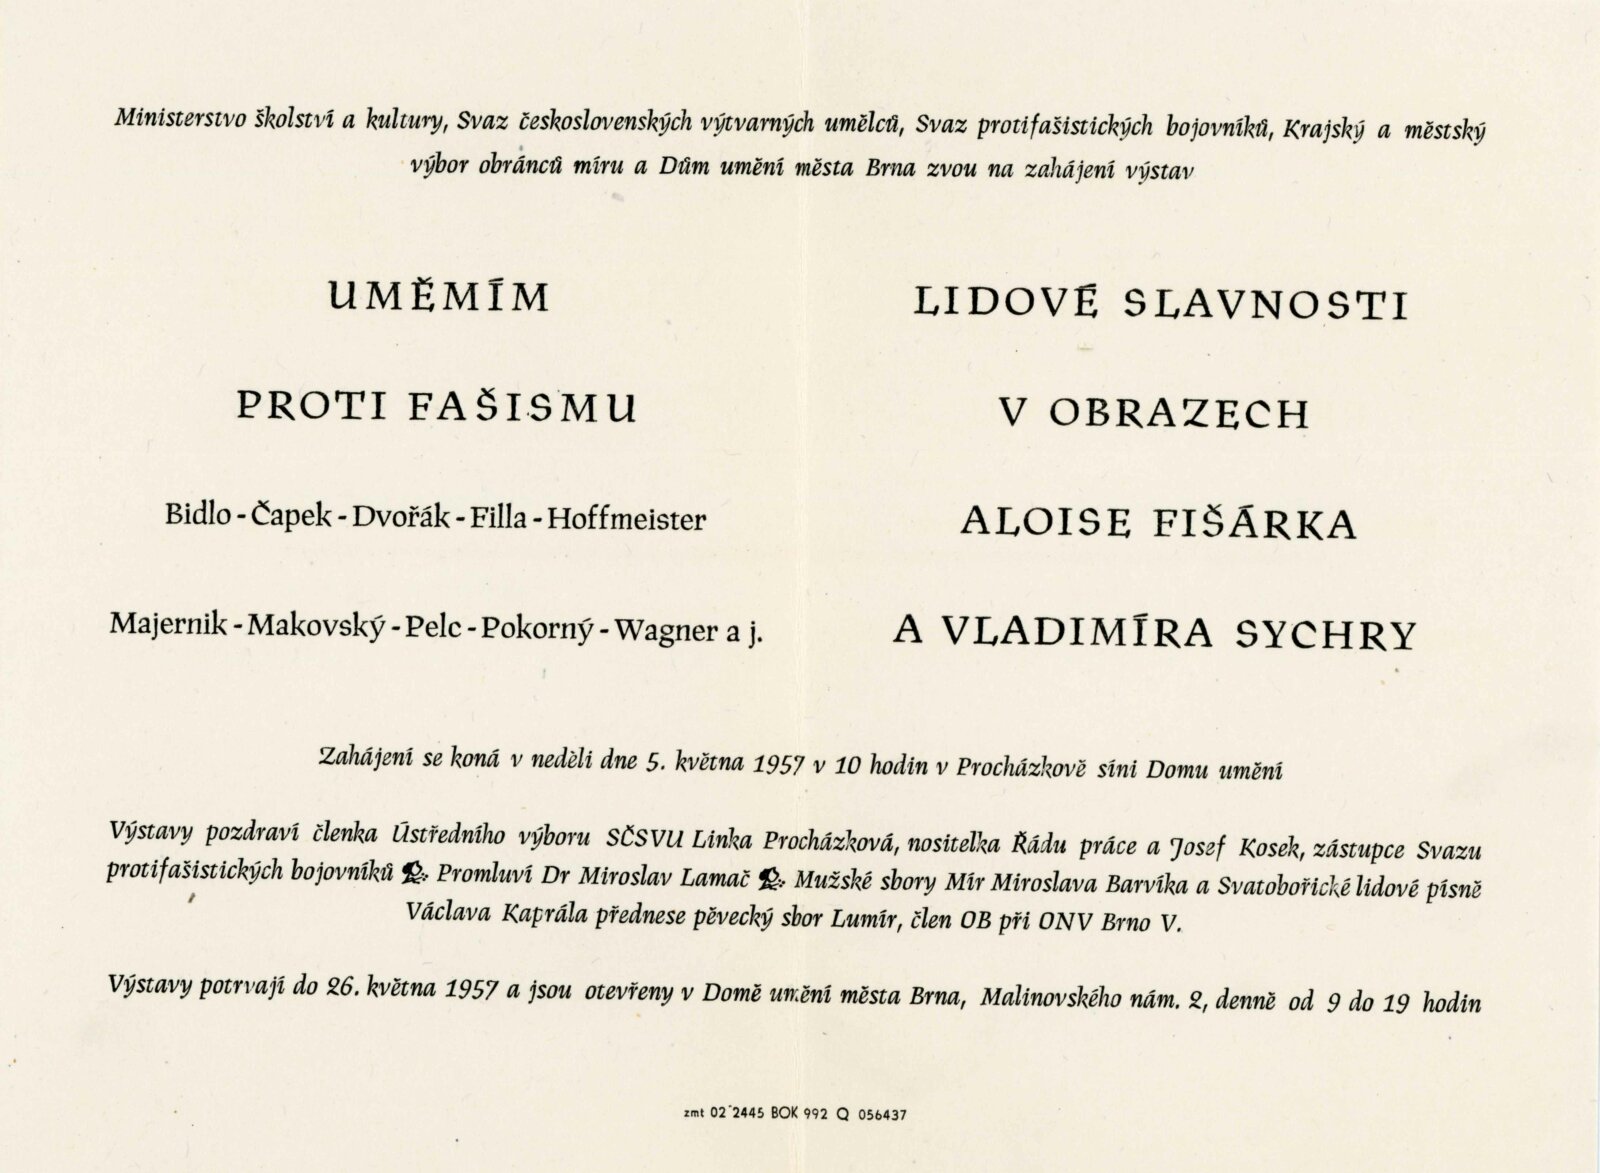 Ministerstvo školství a kultury, Svaz československých výtvarných umělců, Svaz protifašistických bojovníků, Krajský a městský
výbor obránců míru a Dům umění města Brna zvou na zahájení výstav
UMĚMÍM
PROTI FAŠISMU
Bidlo - Čapek - Dvořák - Filla - Hoffmeister
Majernik - Makovský - Pelc - Pokorný - Wagner a j.
LIDOVÉ SLAVNOSTI
V OBRAZECH
ALOISE FIŠÁRKA
A VLADIMÍRA SYCHRY
Zahájení se koná v neděli dne 5. května 1957 v 10 hodin v Procházkově síni Domu umění
Výstavy pozdraví členka Ústředního výboru SČSVU Linka Procházková, nositelka Řádu práce a Josef Kosek, zástupce Svazu
protifašistických bojovníků Promluví Dr Miroslav Lamač Mužské sbory Mír Miroslava Barvíka a Svatobořické lidové písně
Václava Kaprála přednese pěvecký sbor Lumír, člen OB při ONV Brno V.
Výstavy potrvají do 26. května 1957 a jsou otevřeny v Domě umění města Brna, Malinovského nám. 2, denně od 9 do 19 hodin
zmt 02 2445 BOK 992 Q 056437